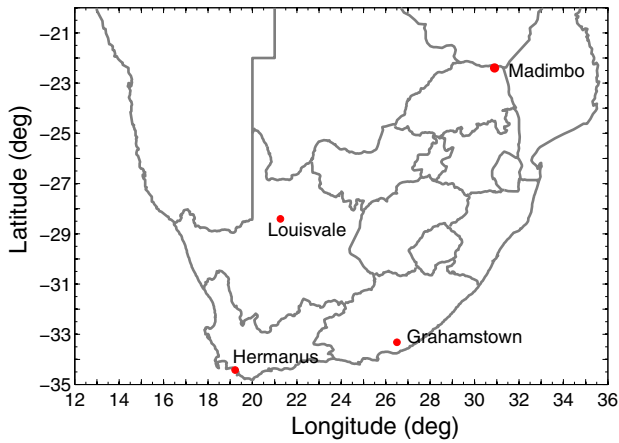 −21
−23
−25
−27
−29
−31
−33
−35
Latitude (deg)
Madimbo
Louisvale
Grahamstown
Hermanus
12 14 16 18 20 22 24 26 28 30 32 34 36
Longitude (deg)